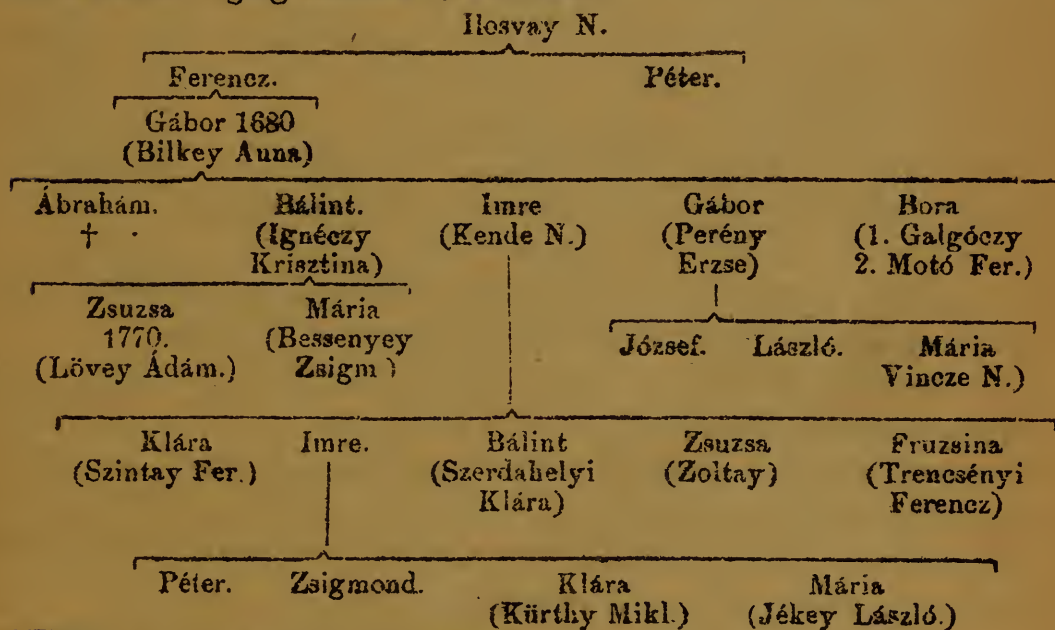 Ilosvay N.
Ferencz. Péter.
Gábor 1680
(Bilkey Anna)
Ábrahám. Bálint. Imre Gábor Bora
† (Ignéczy (Kende N.) (Perény (1. Galgóczy
Krisztina) Erzse) 2. Motó Fer.)
Zsuzsa Mária
1770. (Bessenyey József. László. Mária
(Lövey Ádám.) Zsigm ) Vincze N.)
Klára Imre. Bálint Zsuzsa Fruzsina
(Szintay Fer.) (Szerdahelyi (Zoltay) (Trencsényi
Klára) Ferencz)
Péter. Zsigmond. Klára Mária
(Kürthy Mikl.) (Jékey László.)